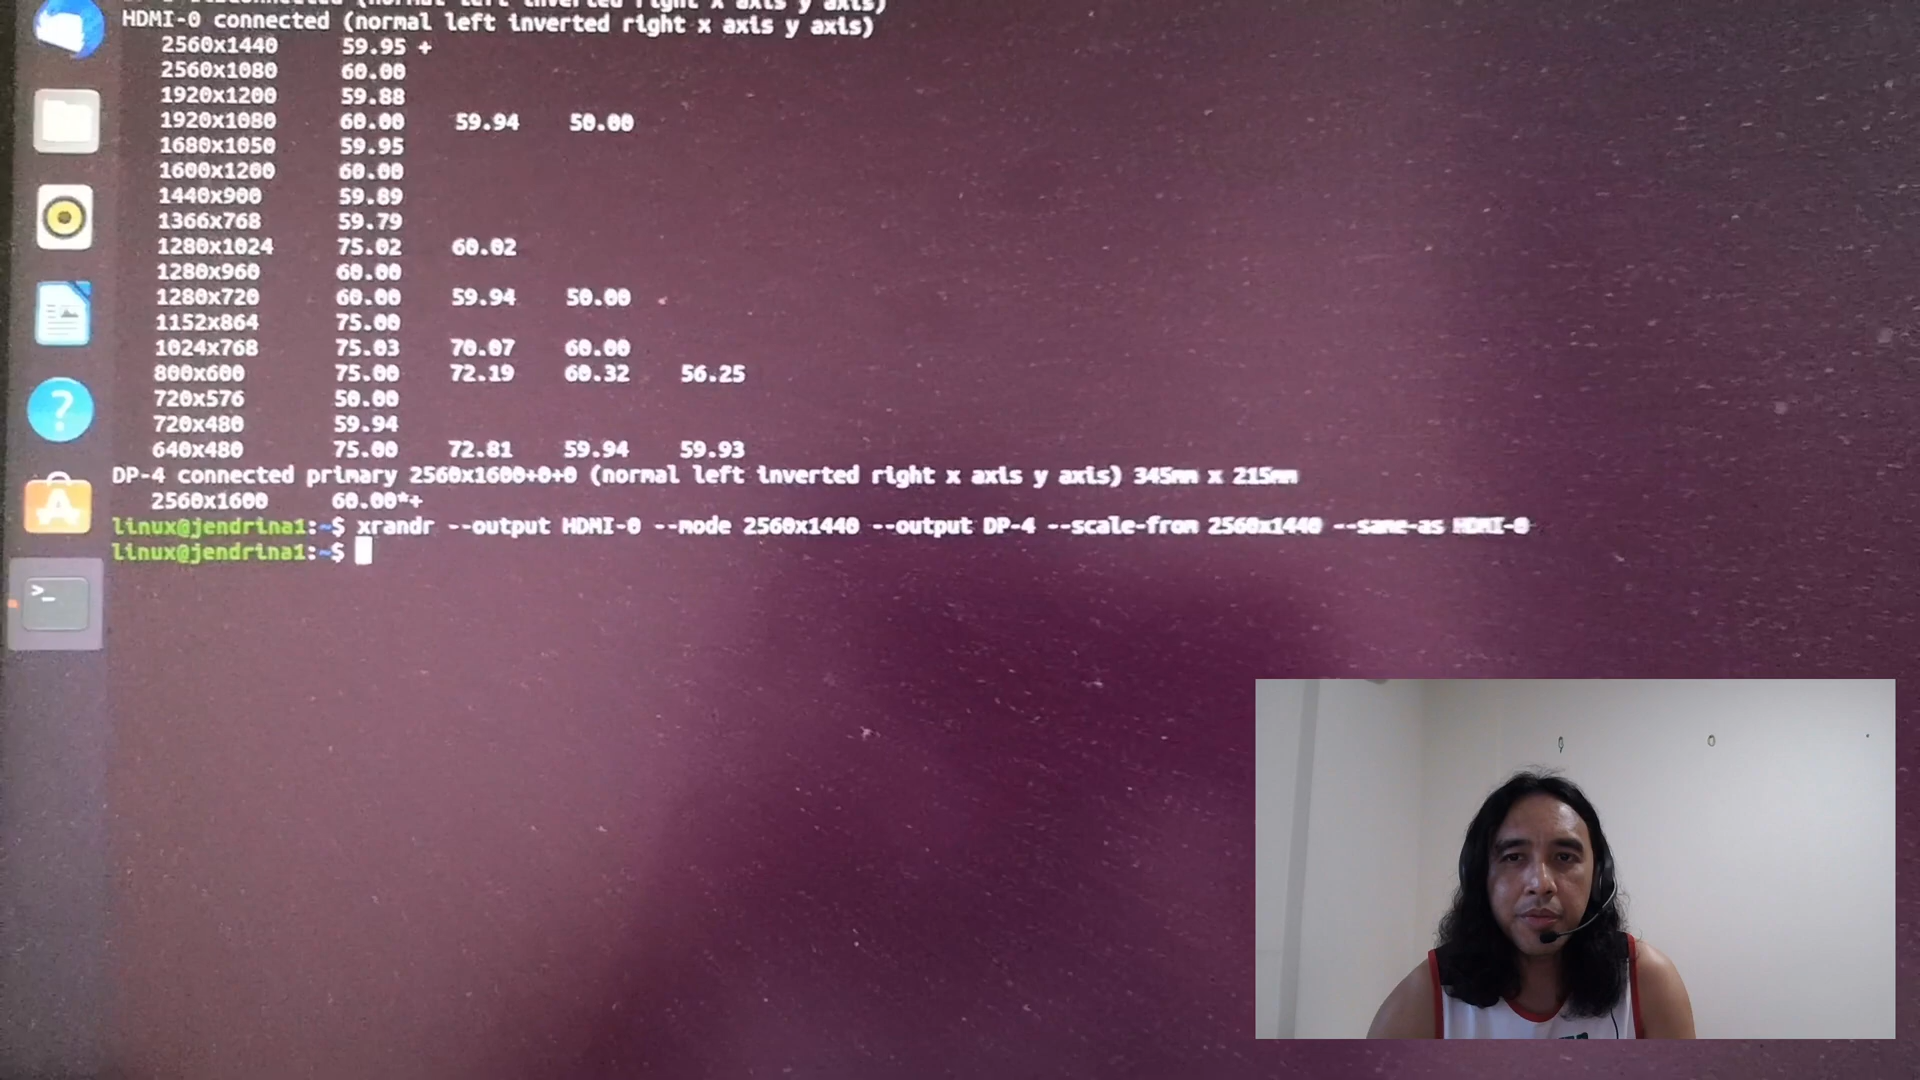 HDMI-0 connected (normal left inverted right x axis y axis)
2560x1440 59.95 +
2560x1080 60.00
1920x1200 59.88
1920x1080 60.00 59.94 50.00
1680x1050 59.95
1600x1200 60.00
1440x900 59.89
1366x768 59.79
1280x1024 75.02 60.02
1280x960 60.00
1280x720 60.00 59.94 50.00
1152x864 75.00
1024x768 75.03 70.07 60.00
800x600 75.00 72.19 60.32 56.25
720x576 50.00
720x480 59.94
640x480 75.00 72.81 59.94 59.93
DP-4 connected primary 2560x1600+0+0 (normal left inverted right x axis y axis) 345mm x 215mm
2560x1600 60.00*+
linux@jendrina1:~$ xrandr --output HDMI-0 --mode 2560x1440 --output DP-4 --scale-from 2560x1440 --same-as HDMI-0
linux@jendrina1:~$